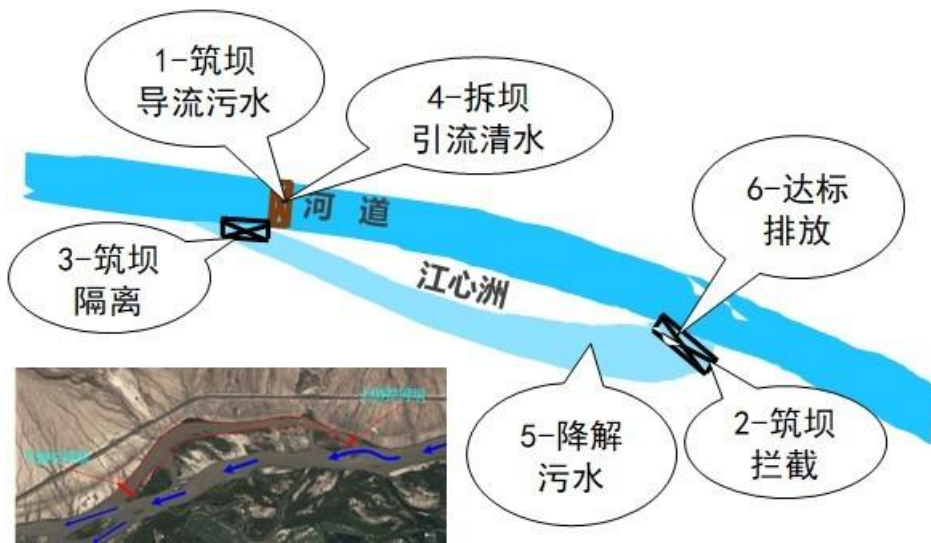 1-筑坝
导流污水
4-拆坝
引流清水
河 道
6-达标
排放
3-筑坝
隔离
江心洲
5-降解
污水
2-筑坝
拦截